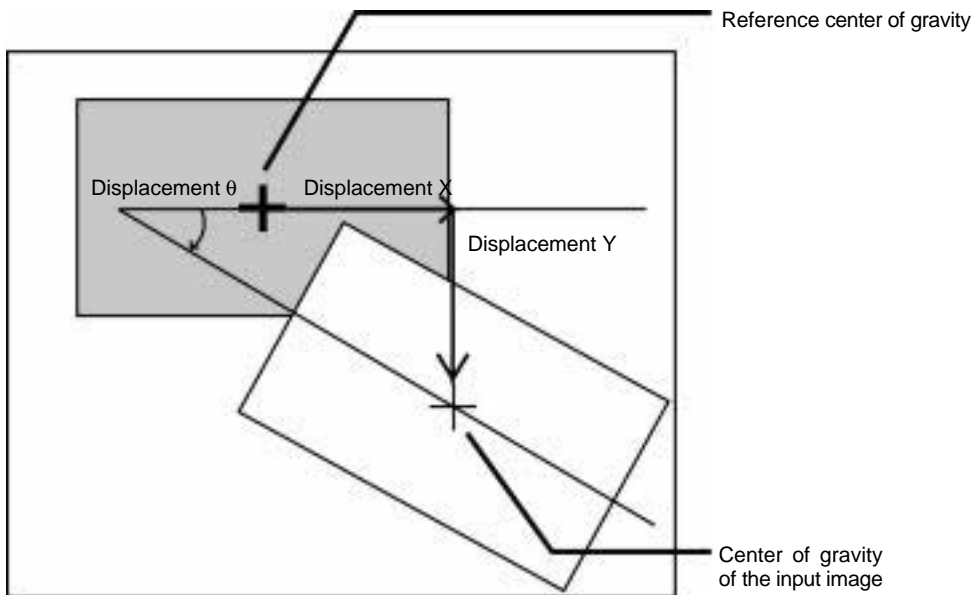 Reference center of gravity
Displacement θ
Displacement X
Displacement Y
Center of gravity
of the input image